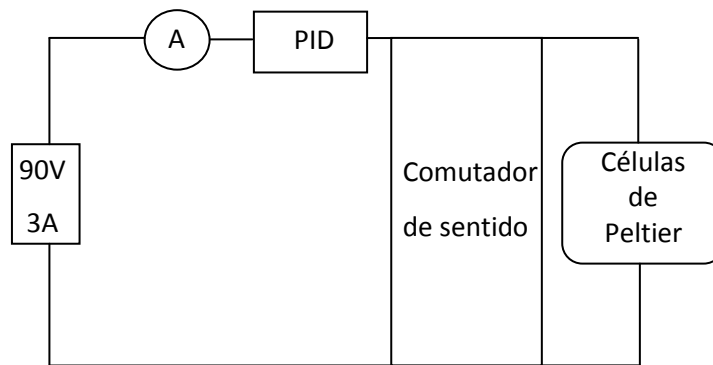 A
PID
90V
3A
Comutador
de sentido
Células
de
Peltier